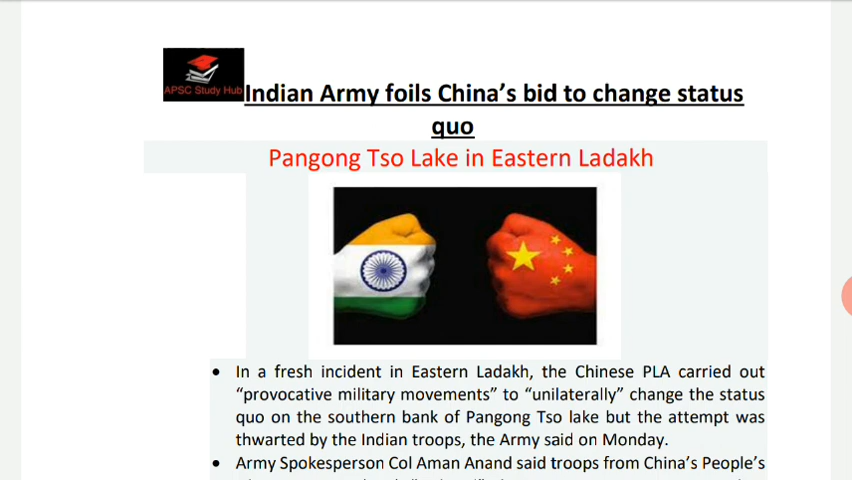 APSC Study Hub
Indian Army foils China's bid to change status
quo
Pangong Tso Lake in Eastern Ladakh
• In a fresh incident in Eastern Ladakh, the Chinese PLA carried out
“provocative military movements” to “unilaterally” change the status
quo on the southern bank of Pangong Tso lake but the attempt was
thwarted by the Indian troops, the Army said on Monday.
• Army Spokesperson Col Aman Anand said troops from China’s People’s